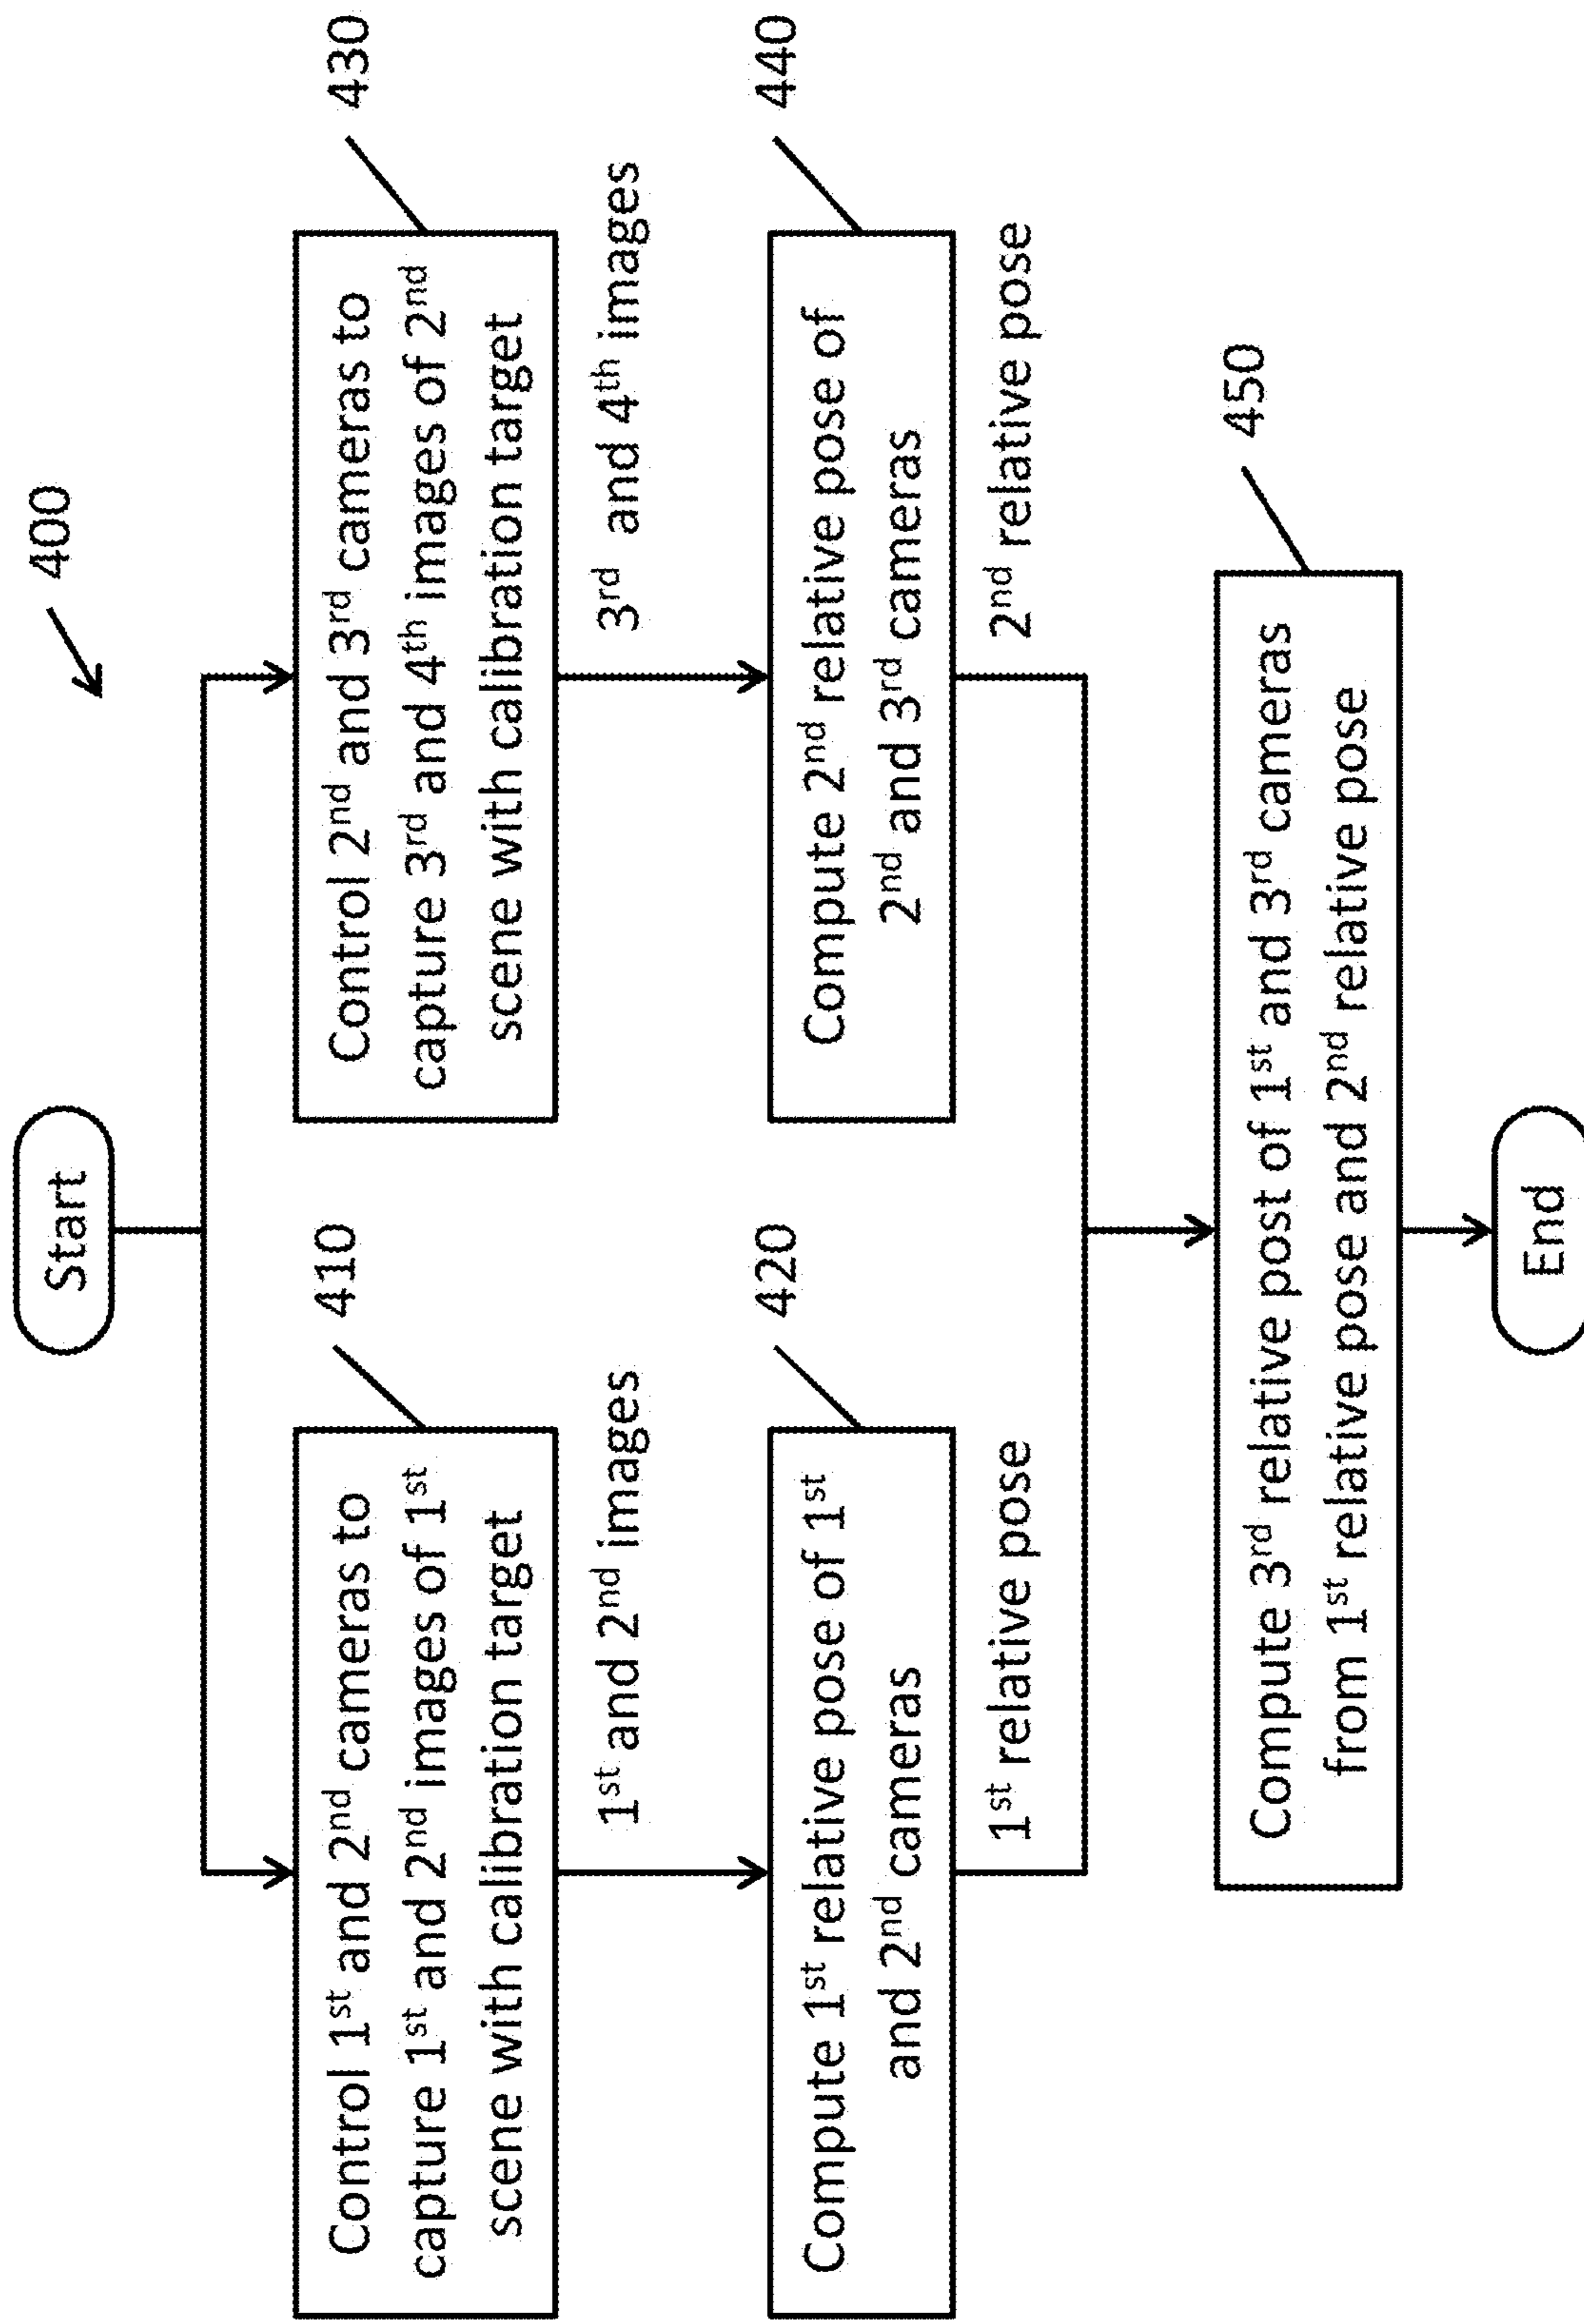 400
Start
410
Control 1st and 2nd cameras to
capture 1st and 2nd images of 1st
scene with calibration target
430
Control 2nd and 3rd cameras to
capture 3rd and 4th images of 2nd
scene with calibration target
1st and 2nd images
3rd and 4th images
420
Compute 1st relative pose of 1st
and 2nd cameras
440
Compute 2nd relative pose of
2nd and 3rd cameras
1st relative pose
2nd relative pose
450
Compute 3rd relative post of 1st and 3rd cameras
from 1st relative pose and 2nd relative pose
End